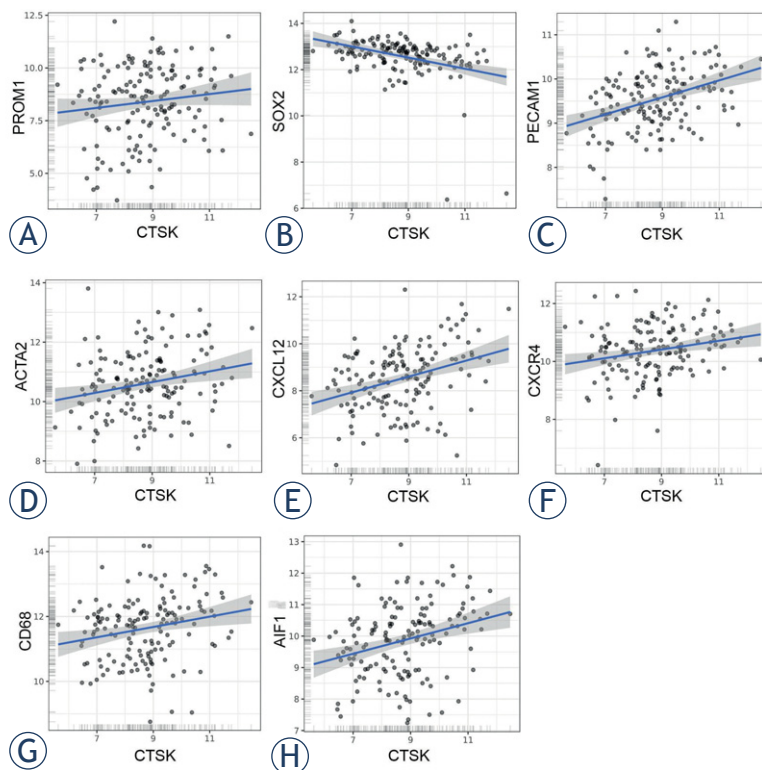 12.5
10.0
7.5
5.0
PROM1
7
9
11
CTSK
A
14
12
10
8
6
SOX2
7
9
11
CTSK
B
11
10
9
8
PECAM1
7
9
11
CTSK
C
14
12
10
8
ACTA2
7
9
11
CTSK
D
12
10
8
6
CXCL12
7
9
11
CTSK
E
12
10
8
CXCR4
7
9
11
CTSK
F
14
12
10
CD68
7
9
11
CTSK
G
13
12
11
10
9
8
7
AIF1
7
9
11
CTSK
H